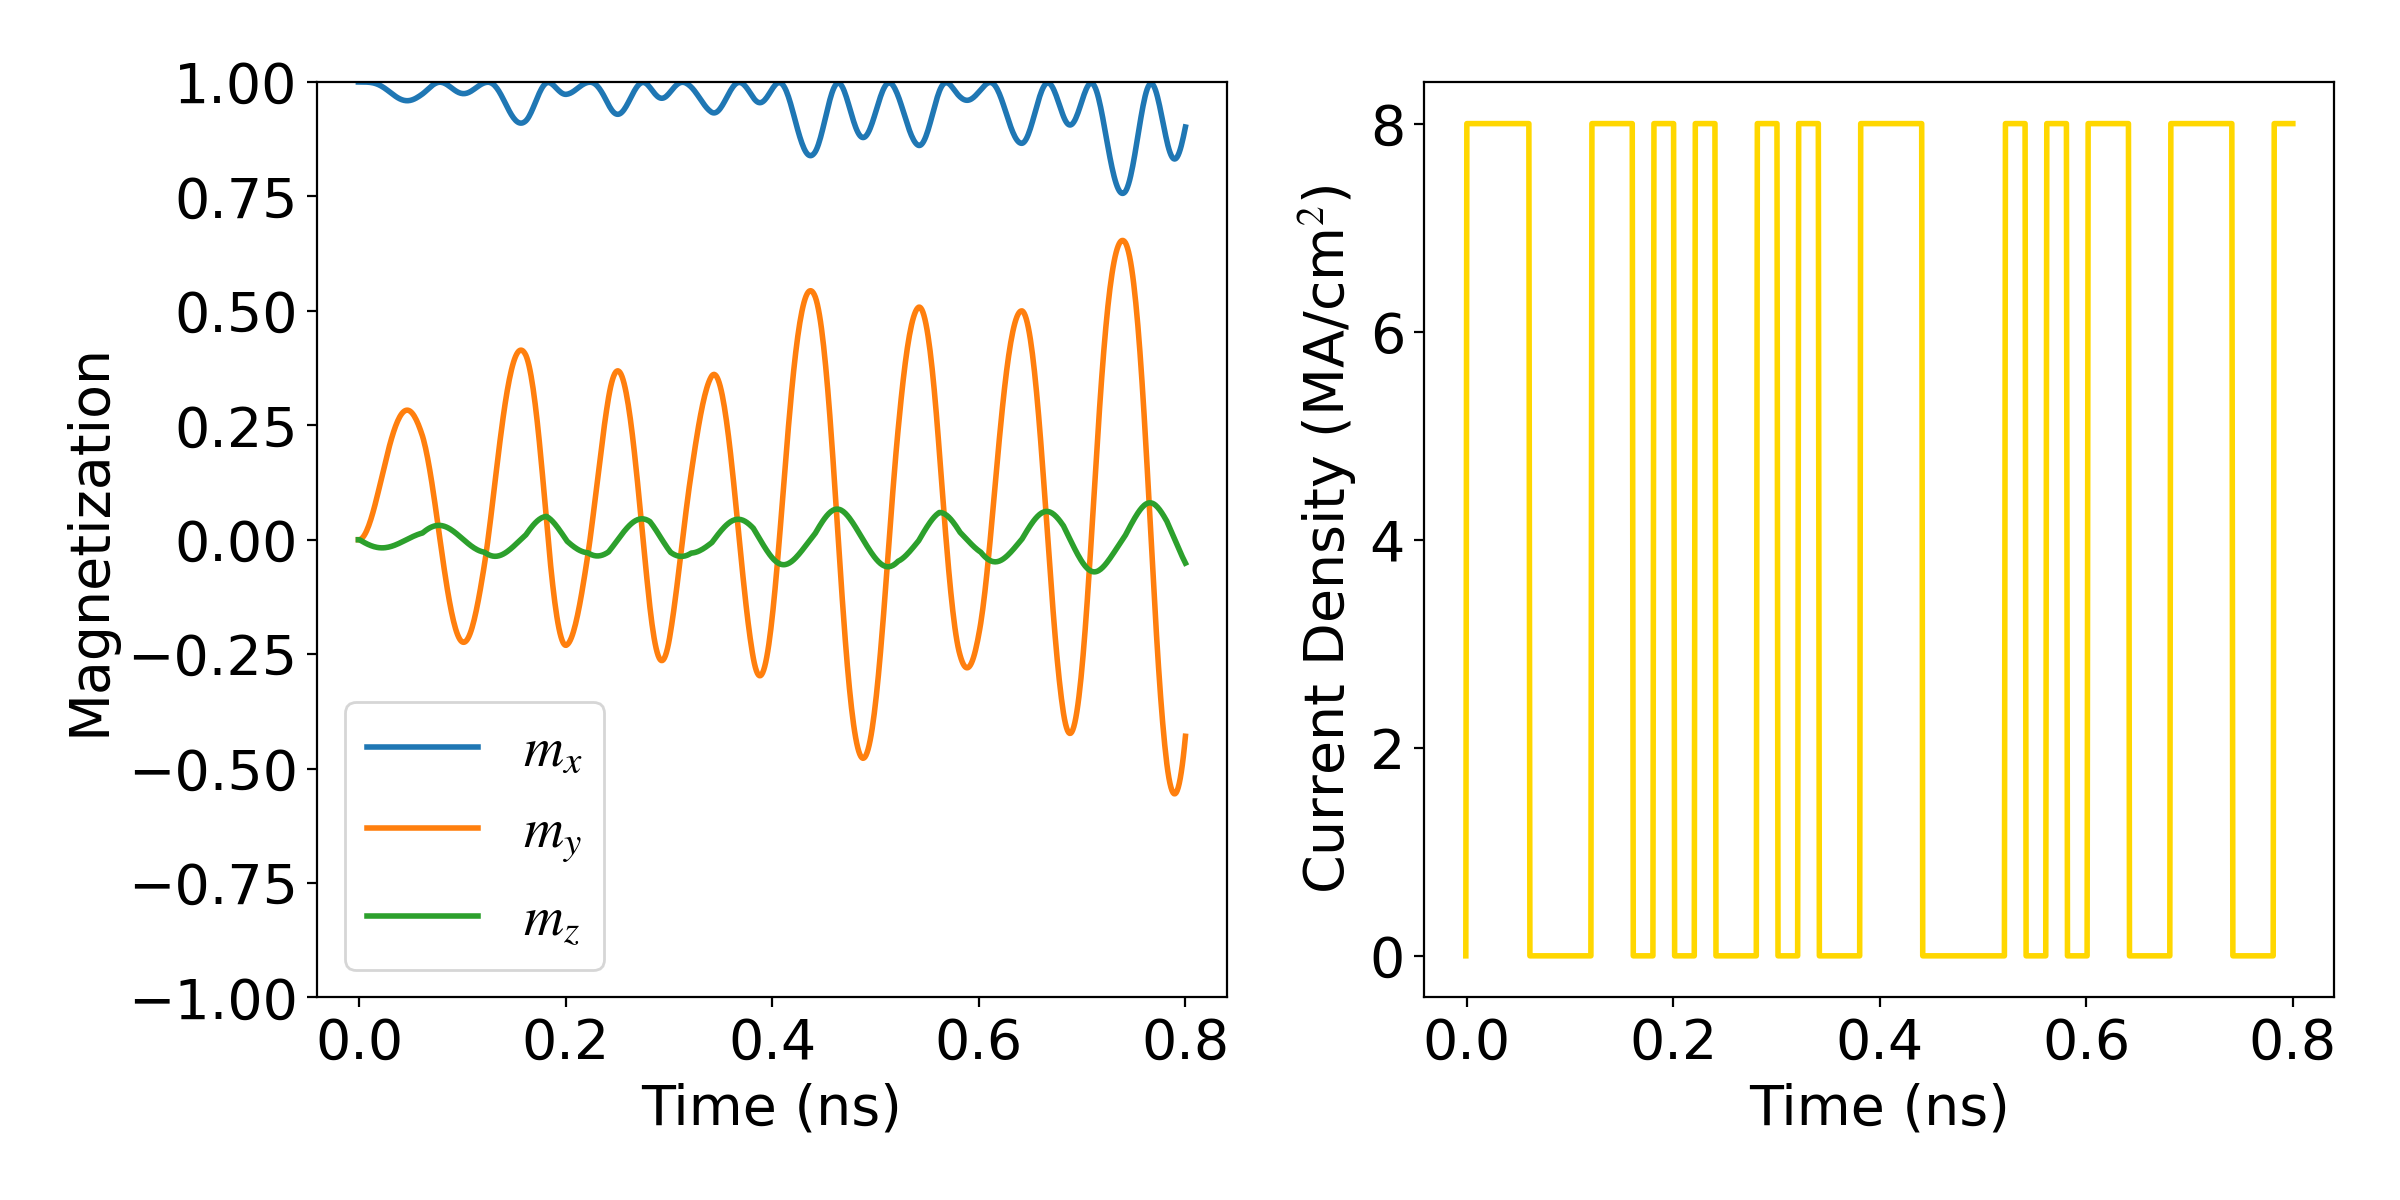 1.00
0.75
0.50
0.25
0.00
−0.25
−0.50
−0.75
−1.00
Magnetization
m_x
m_y
m_z
0.0 0.2 0.4 0.6 0.8
Time (ns)
8
6
4
2
0
Current Density (MA/cm²)
0.0 0.2 0.4 0.6 0.8
Time (ns)